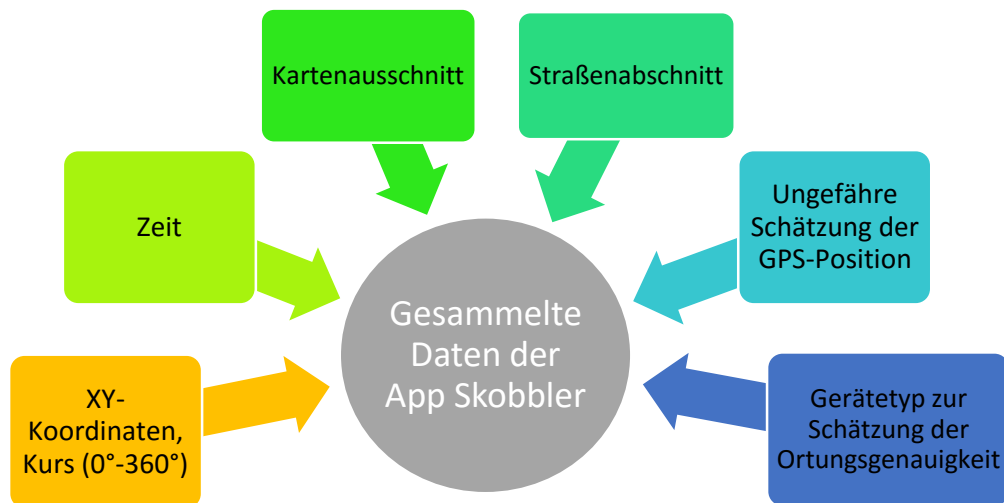 Kartenausschnitt
Straßenabschnitt
Zeit
Ungefähre
Schätzung der
GPS-Position
Gesammelte
Daten der
App Skobbler
XY-
Koordinaten,
Kurs (0°-360°)
Gerätetyp zur
Schätzung der
Ortungsgenauigkeit